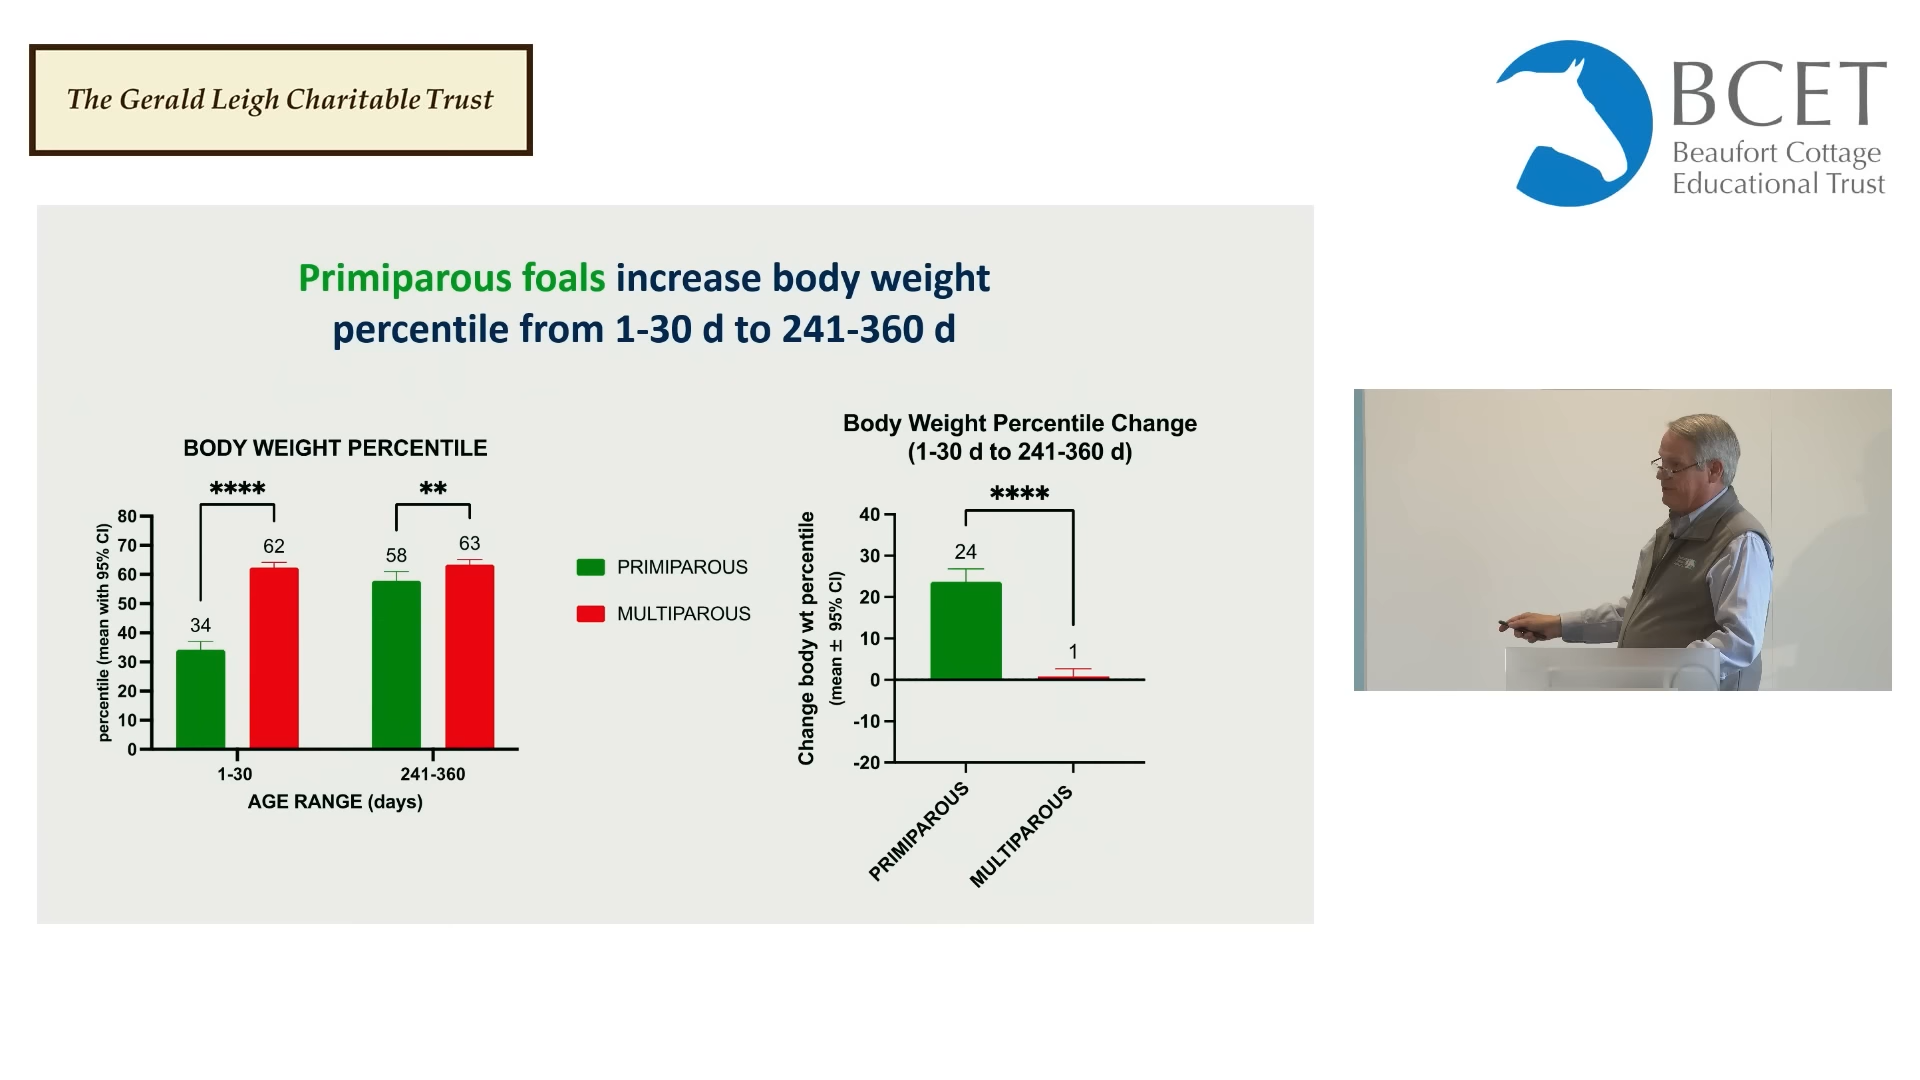 The Gerald Leigh Charitable Trust
BCET
Beaufort Cottage
Educational Trust
Primiparous foals increase body weight
percentile from 1-30 d to 241-360 d
BODY WEIGHT PERCENTILE
**** **
percentile (mean with 95% CI)
80
70
60
50
40
30
20
10
0
34
62
58
63
1-30
241-360
AGE RANGE (days)
PRIMIPAROUS
MULTIPAROUS
Body Weight Percentile Change
(1-30 d to 241-360 d)
****
Change body wt percentile
(mean ± 95% CI)
40
30
20
10
0
-10
-20
24
1
PRIMIPAROUS
MULTIPAROUS